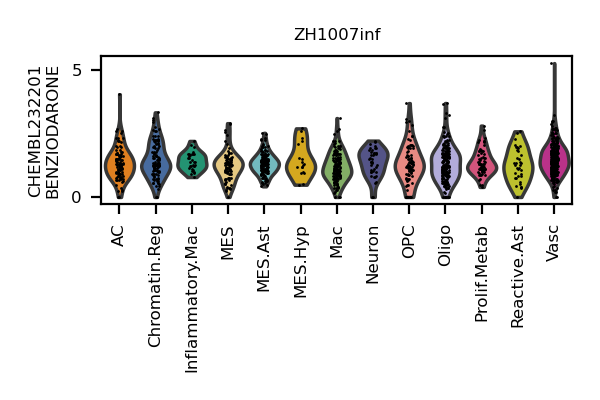 ZH1007inf
CHEMBL232201
BENZIODARONE
5
0
AC
Chromatin.Reg
Inflammatory.Mac
MES
MES.Ast
MES.Hyp
Mac
Neuron
OPC
Oligo
Prolif.Metab
Reactive.Ast
Vasc